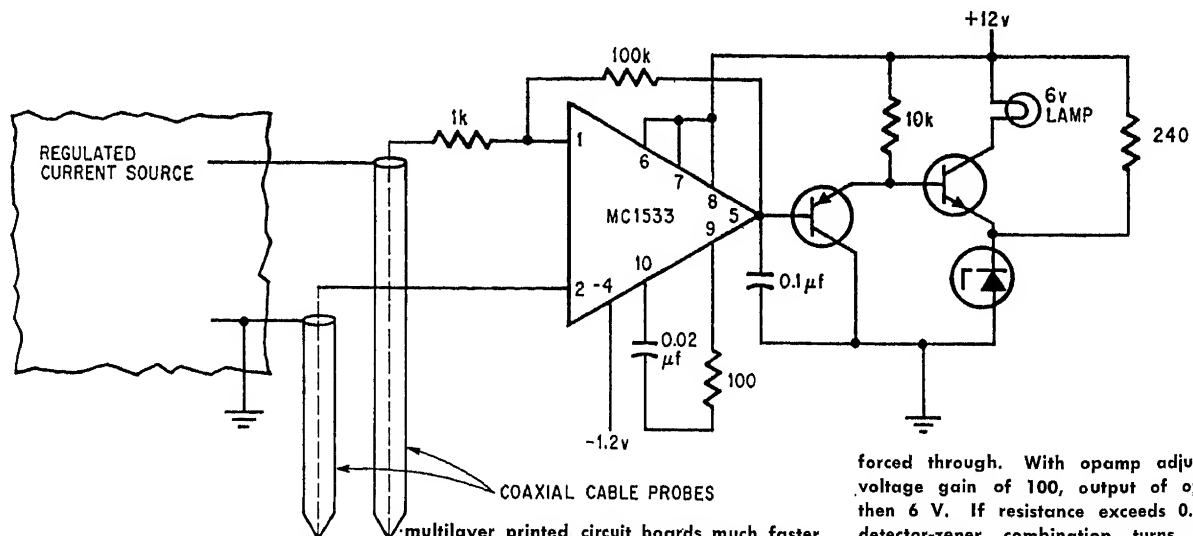 +12v
100k
1k
6v
LAMP
10k
240
REGULATED
CURRENT SOURCE
1
6
7
8
MC1533
5
9
10
2
-4
0.1μf
0.02
μf
100
-1.2v
COAXIAL CABLE PROBES
multilayer printed circuit boards much faster
forced through. With opamp adju
voltage gain of 100, output of o
then 6 V. If resistance exceeds 0.
detector-zener combination turns